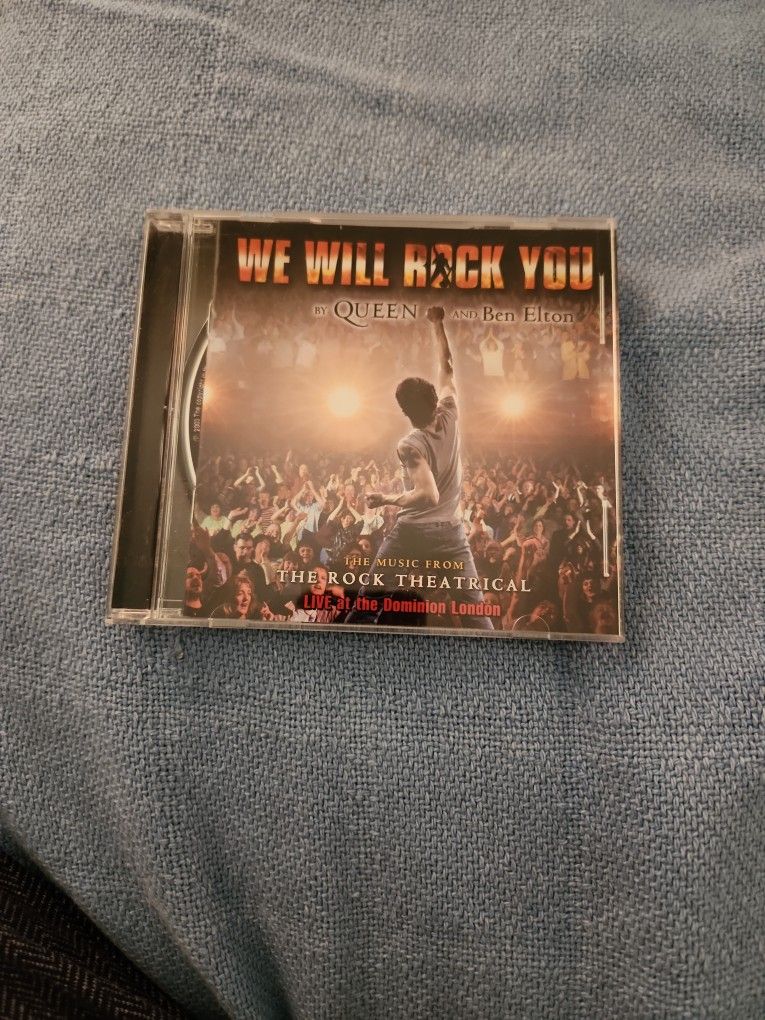 WE WILL ROCK YOU
BY QUEEN AND Ben Elton
THE MUSIC FROM
THE ROCK THEATRICAL
LIVE at the Dominion London